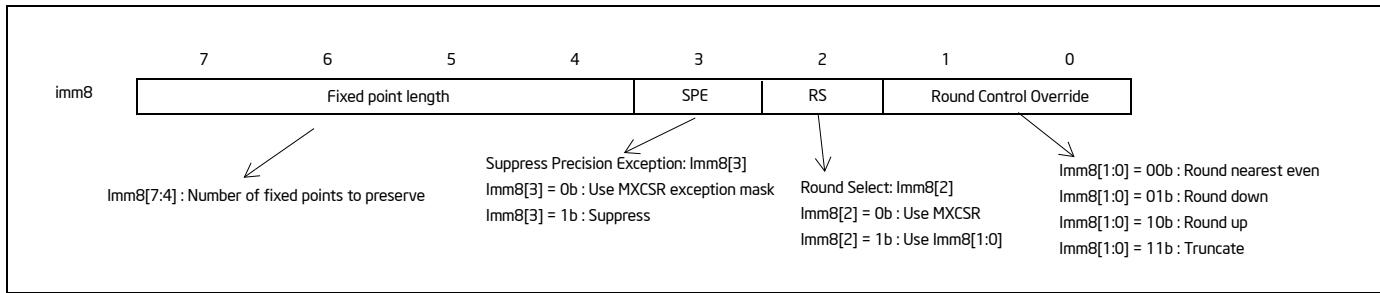 7 6 5 4 3 2 1 0
imm8 Fixed point length SPE RS Round Control Override
Imm8[7:4] : Number of fixed points to preserve
Suppress Precision Exception: Imm8[3]
Imm8[3] = 0b : Use MXCSR exception mask
Imm8[3] = 1b : Suppress
Round Select: Imm8[2]
Imm8[2] = 0b : Use MXCSR
Imm8[2] = 1b : Use Imm8[1:0]
Imm8[1:0] = 00b : Round nearest even
Imm8[1:0] = 01b : Round down
Imm8[1:0] = 10b : Round up
Imm8[1:0] = 11b : Truncate